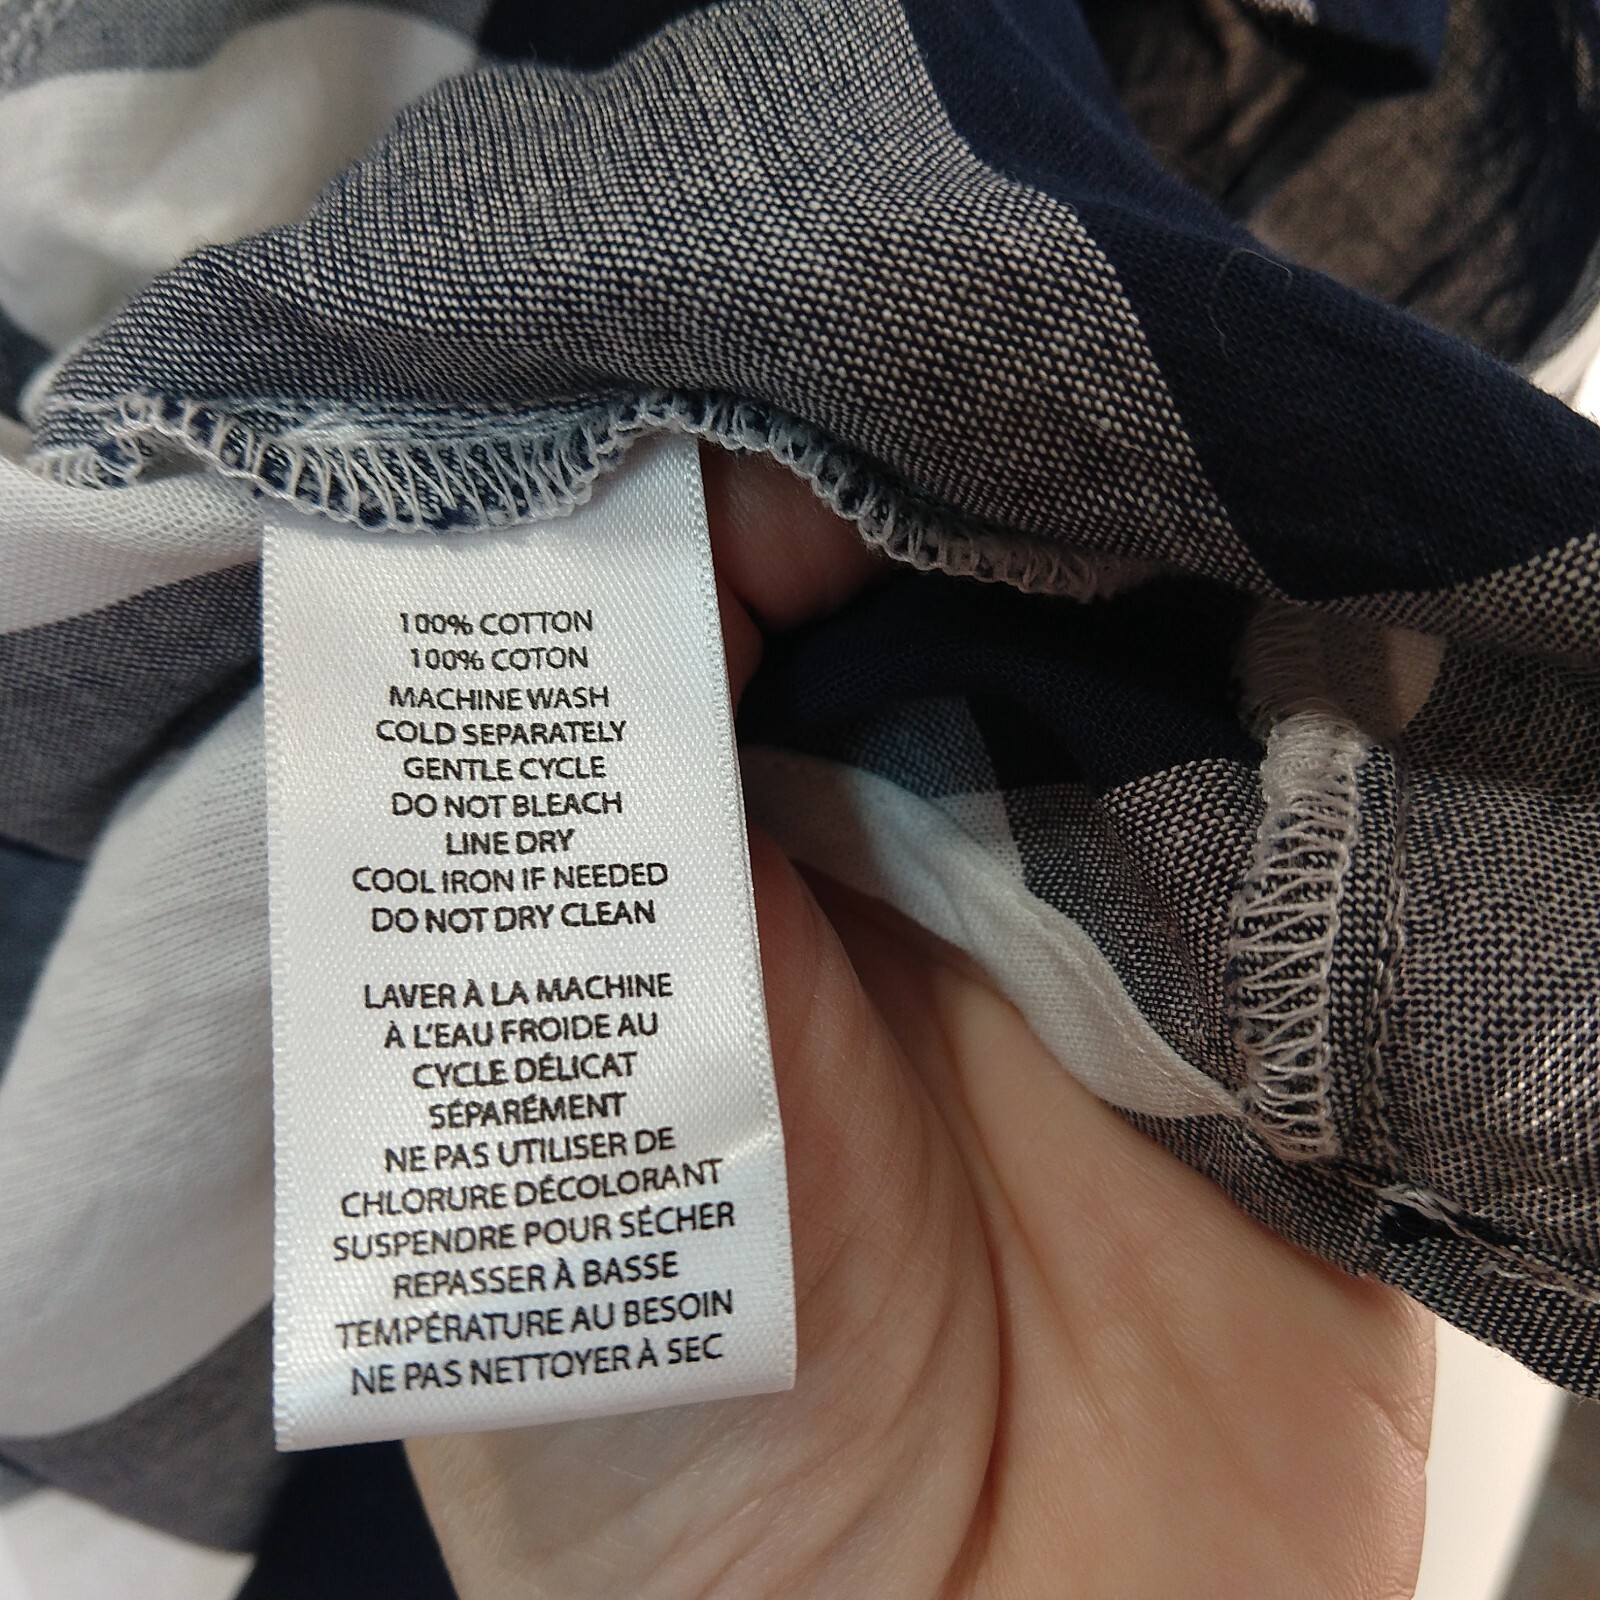 100% COTTON
100% COTON
MACHINE WASH
COLD SEPARATELY
GENTLE CYCLE
DO NOT BLEACH
LINE DRY
COOL IRON IF NEEDED
DO NOT DRY CLEAN
LAVER À LA MACHINE
À L'EAU FROIDE AU
CYCLE DÉLICAT
SÉPARÉMENT
NE PAS UTILISER DE
CHLORURE DÉCOLORANT
SUSPENDRE POUR SÉCHER
REPASSER À BASSE
TEMPÉRATURE AU BESOIN
NE PAS NETTOYER À SEC